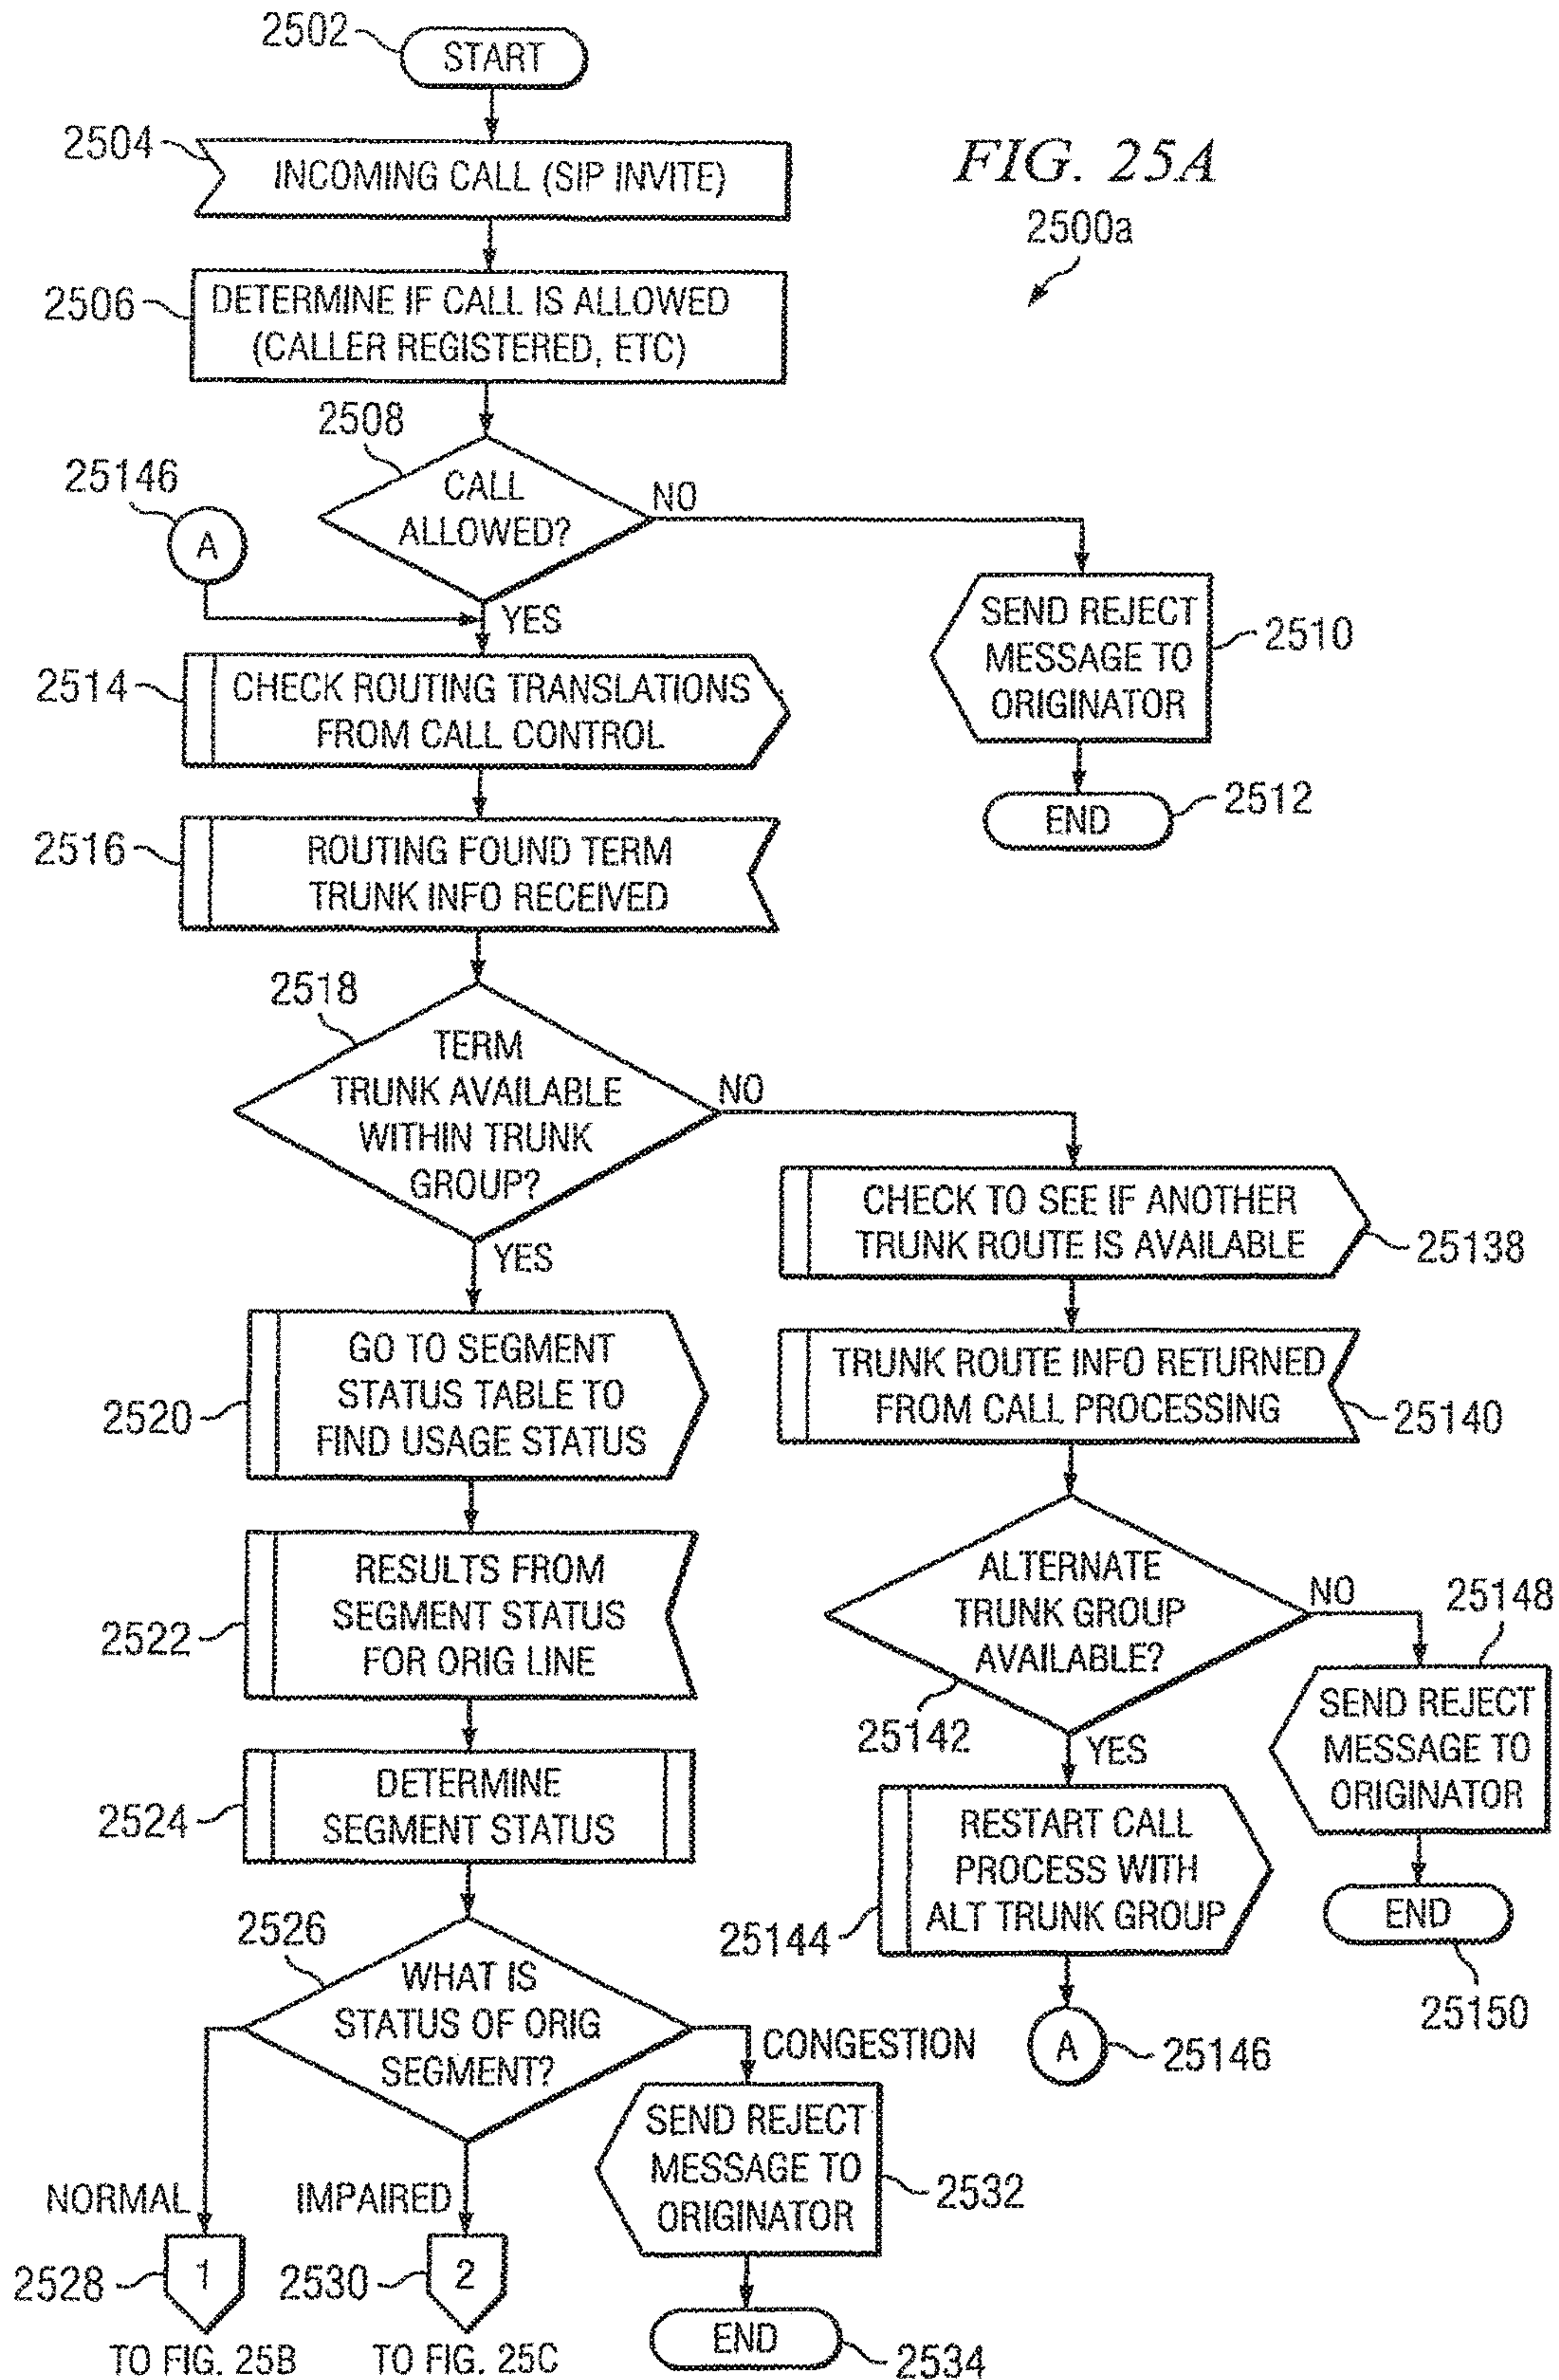 2502
START
2504
INCOMING CALL (SIP INVITE)
FIG. 25A
2500a
2506
DETERMINE IF CALL IS ALLOWED
(CALLER REGISTERED, ETC)
2508
CALL
ALLOWED?
NO
25146
A
YES
SEND REJECT
MESSAGE TO
ORIGINATOR
2510
END
2512
2514
CHECK ROUTING TRANSLATIONS
FROM CALL CONTROL
2516
ROUTING FOUND TERM
TRUNK INFO RECEIVED
2518
TERM
TRUNK AVAILABLE
WITHIN TRUNK
GROUP?
NO
YES
CHECK TO SEE IF ANOTHER
TRUNK ROUTE IS AVAILABLE
25138
TRUNK ROUTE INFO RETURNED
FROM CALL PROCESSING
25140
2520
GO TO SEGMENT
STATUS TABLE TO
FIND USAGE STATUS
2522
RESULTS FROM
SEGMENT STATUS
FOR ORIG LINE
ALTERNATE
TRUNK GROUP
AVAILABLE?
25142
NO
25148
SEND REJECT
MESSAGE TO
ORIGINATOR
END
25150
YES
25144
RESTART CALL
PROCESS WITH
ALT TRUNK GROUP
A
25146
2524
DETERMINE
SEGMENT STATUS
2526
WHAT IS
STATUS OF ORIG
SEGMENT?
CONGESTION
SEND REJECT
MESSAGE TO
ORIGINATOR
2532
END
2534
NORMAL
2528
1
TO FIG. 25B
IMPAIRED
2530
2
TO FIG. 25C